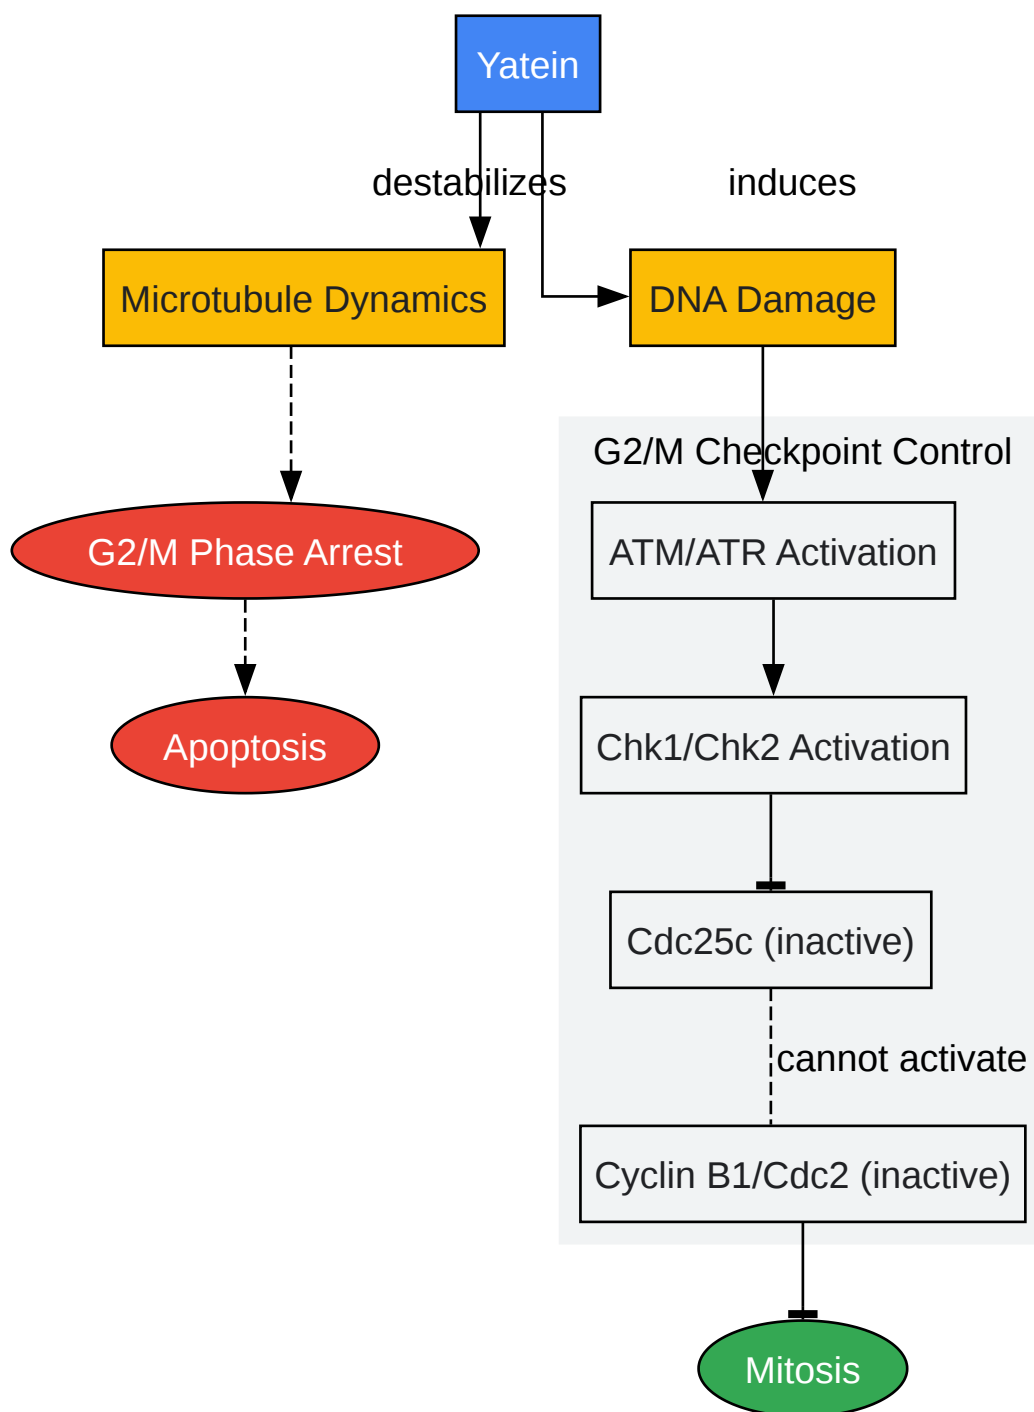 Yatein
destabilizes
induces
Microtubule Dynamics
DNA Damage
G2/M Checkpoint Control
G2/M Phase Arrest
ATM/ATR Activation
Apoptosis
Chk1/Chk2 Activation
Cdc25c (inactive)
cannot activate
Cyclin B1/Cdc2 (inactive)
Mitosis